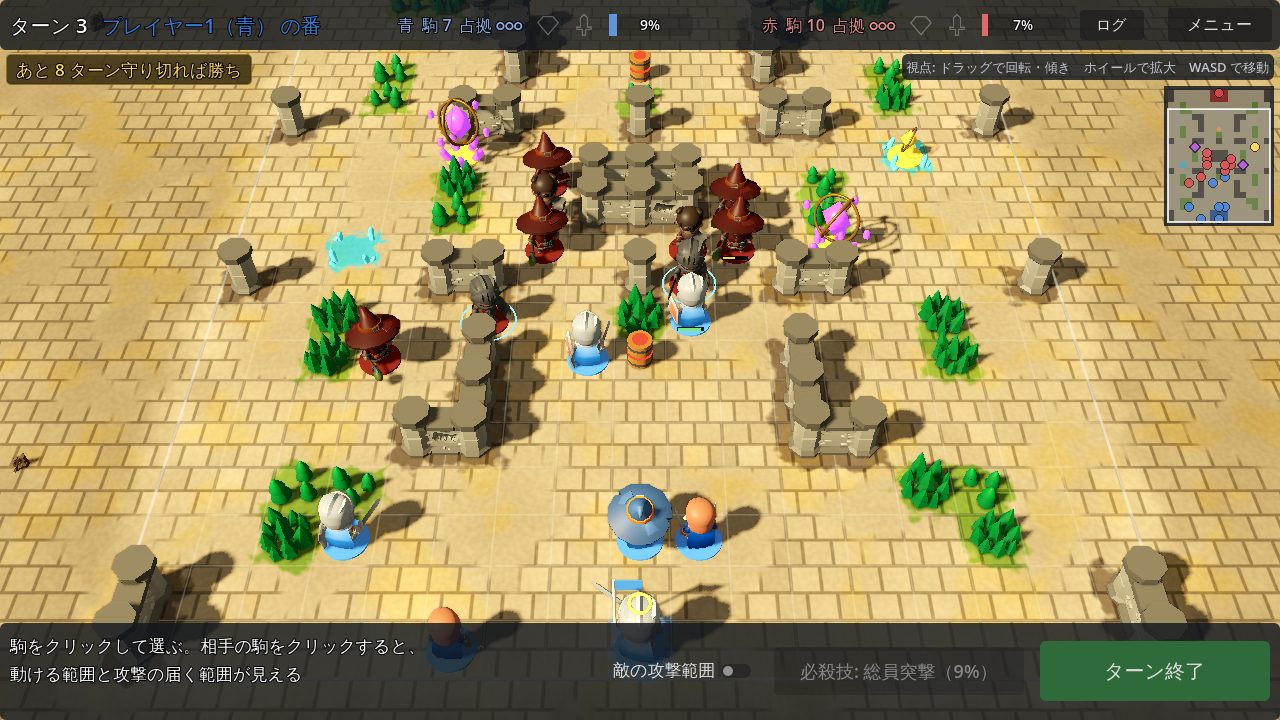 ターン 3 プレイヤー1（青） の番
青 駒 7 占拠 ooo 9%
赤 駒 10 占拠 ooo 7%
ログ
メニュー
あと 8 ターン守り切れば勝ち
視点: ドラッグで回転・傾き ホイールで拡大 WASD で移動
駒をクリックして選ぶ。相手の駒をクリックすると、
動ける範囲と攻撃の届く範囲が見える
敵の攻撃範囲
必殺技: 総員突撃（9%）
ターン終了